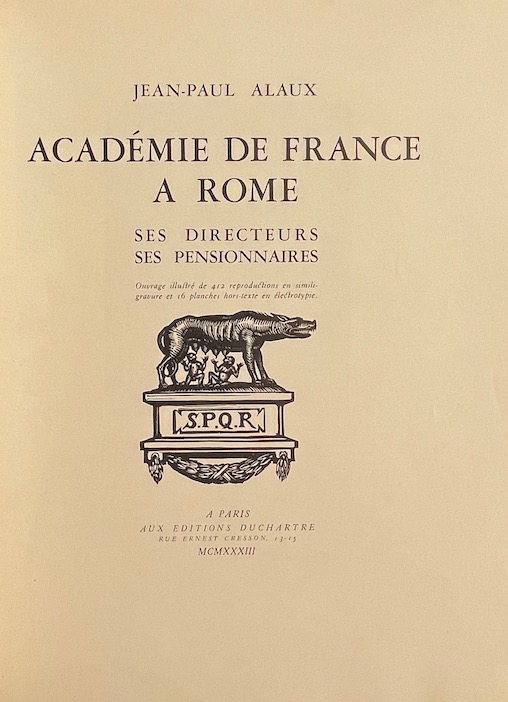 JEAN-PAUL ALAUX
ACADÉMIE DE FRANCE
A ROME
SES DIRECTEURS
SES PENSIONNAIRES
Ouvrage illustré de 412 reproductions en simili-
gravure et 16 planches hors-texte en électrotypie.
S.P.Q.R
A PARIS
AUX EDITIONS DUCHARTRE
RUE ERNEST CRESSON, 13-15
MCMXXXIII